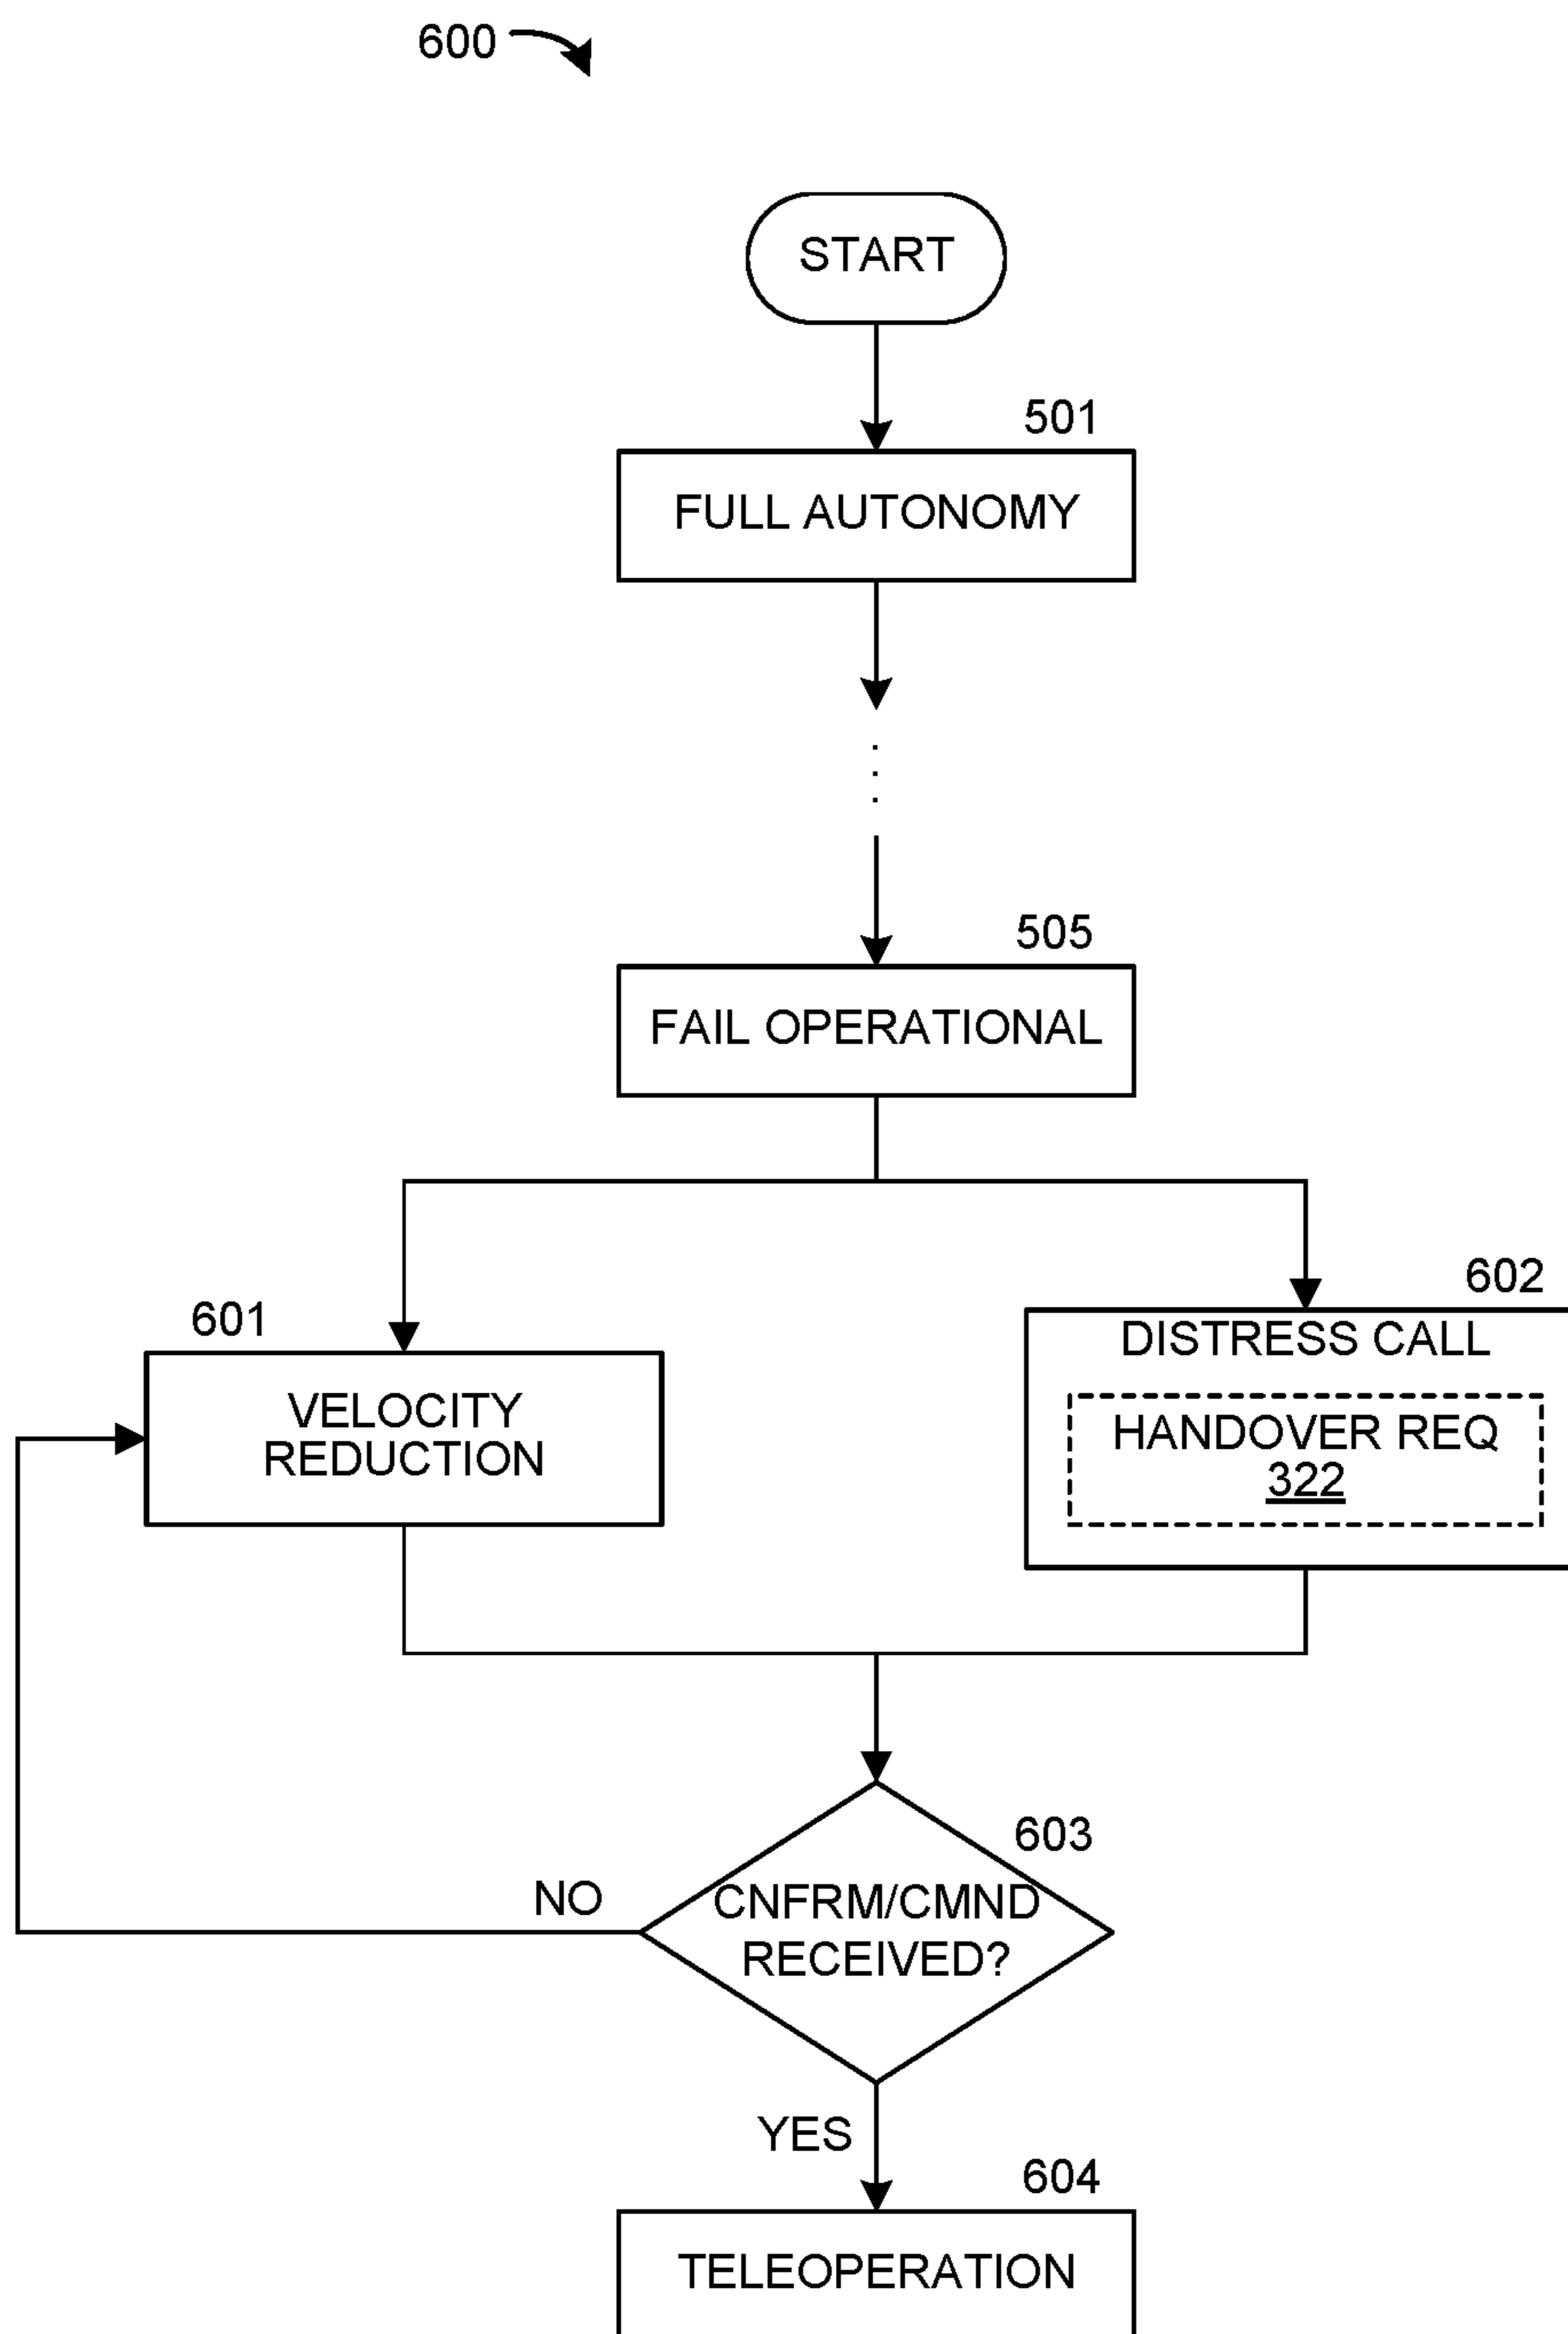 600
START
501
FULL AUTONOMY
505
FAIL OPERATIONAL
601
VELOCITY
REDUCTION
602
DISTRESS CALL
HANDOVER REQ
322
603
CNFRM/CMND
RECEIVED?
NO
YES
604
TELEOPERATION